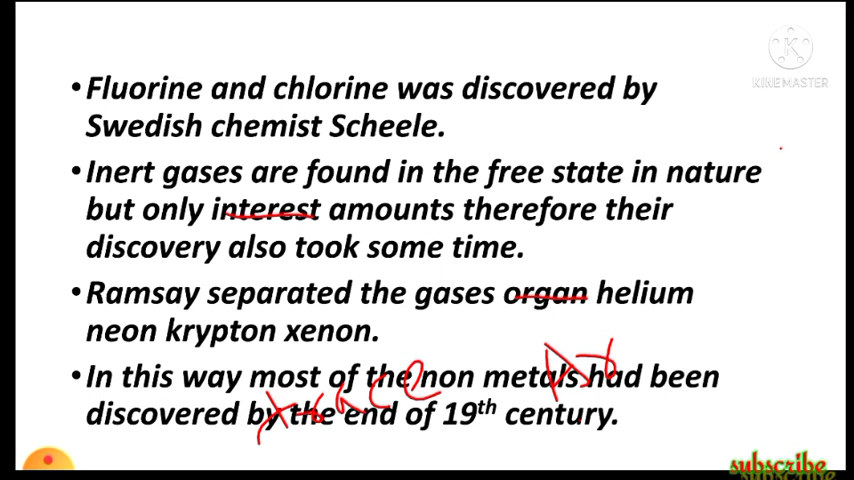 KINEMASTER
•Fluorine and chlorine was discovered by
Swedish chemist Scheele.
•Inert gases are found in the free state in nature
but only interest amounts therefore their
discovery also took some time.
•Ramsay separated the gases organ helium
neon krypton xenon.
•In this way most of the non metals had been
discovered by the end of 19th century.
Ar
trace
subscribe
subscribe